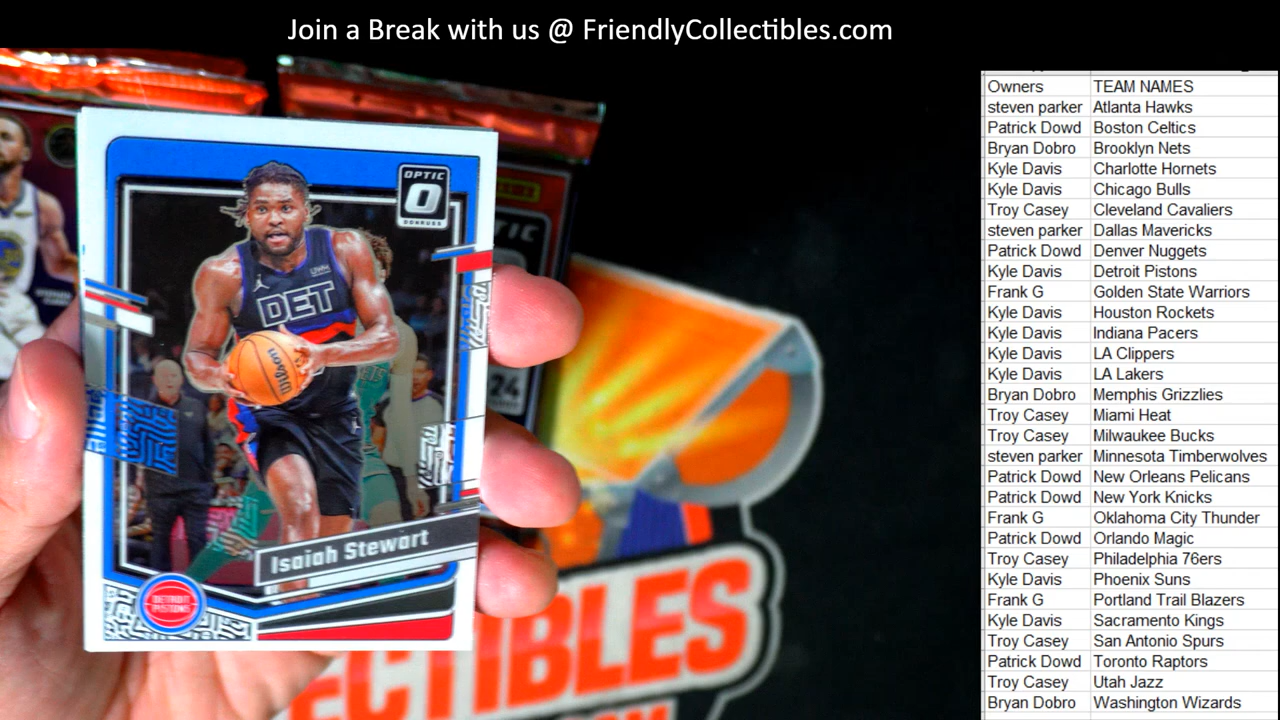 Join a Break with us @ FriendlyCollectibles.com
OPTIC
O
DONRUSS
DET
Wilson
Isaiah Stewart
DETROIT
PISTONS
TIC
24
ECTIBLES
Owners TEAM NAMES
steven parker Atlanta Hawks
Patrick Dowd Boston Celtics
Bryan Dobro Brooklyn Nets
Kyle Davis Charlotte Hornets
Kyle Davis Chicago Bulls
Troy Casey Cleveland Cavaliers
steven parker Dallas Mavericks
Patrick Dowd Denver Nuggets
Kyle Davis Detroit Pistons
Frank G Golden State Warriors
Kyle Davis Houston Rockets
Kyle Davis Indiana Pacers
Kyle Davis LA Clippers
Kyle Davis LA Lakers
Bryan Dobro Memphis Grizzlies
Troy Casey Miami Heat
Troy Casey Milwaukee Bucks
steven parker Minnesota Timberwolves
Patrick Dowd New Orleans Pelicans
Patrick Dowd New York Knicks
Frank G Oklahoma City Thunder
Patrick Dowd Orlando Magic
Troy Casey Philadelphia 76ers
Kyle Davis Phoenix Suns
Frank G Portland Trail Blazers
Kyle Davis Sacramento Kings
Troy Casey San Antonio Spurs
Patrick Dowd Toronto Raptors
Troy Casey Utah Jazz
Bryan Dobro Washington Wizards